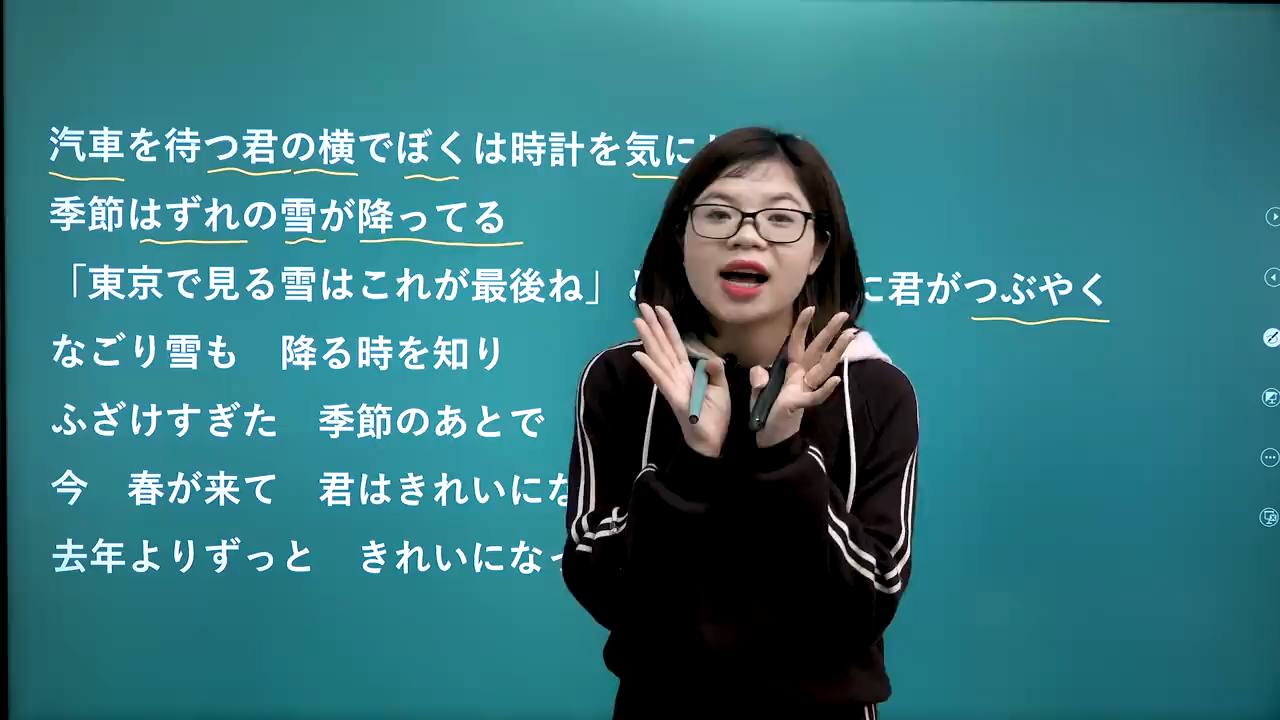 汽車を待つ君の横でぼくは時計を気に
季節はずれの雪が降ってる
「東京で見る雪はこれが最後ね」 に君がつぶやく
なごり雪も 降る時を知り
ふざけすぎた 季節のあとで
今 春が来て 君はきれいにな
去年よりずっと きれいになっ